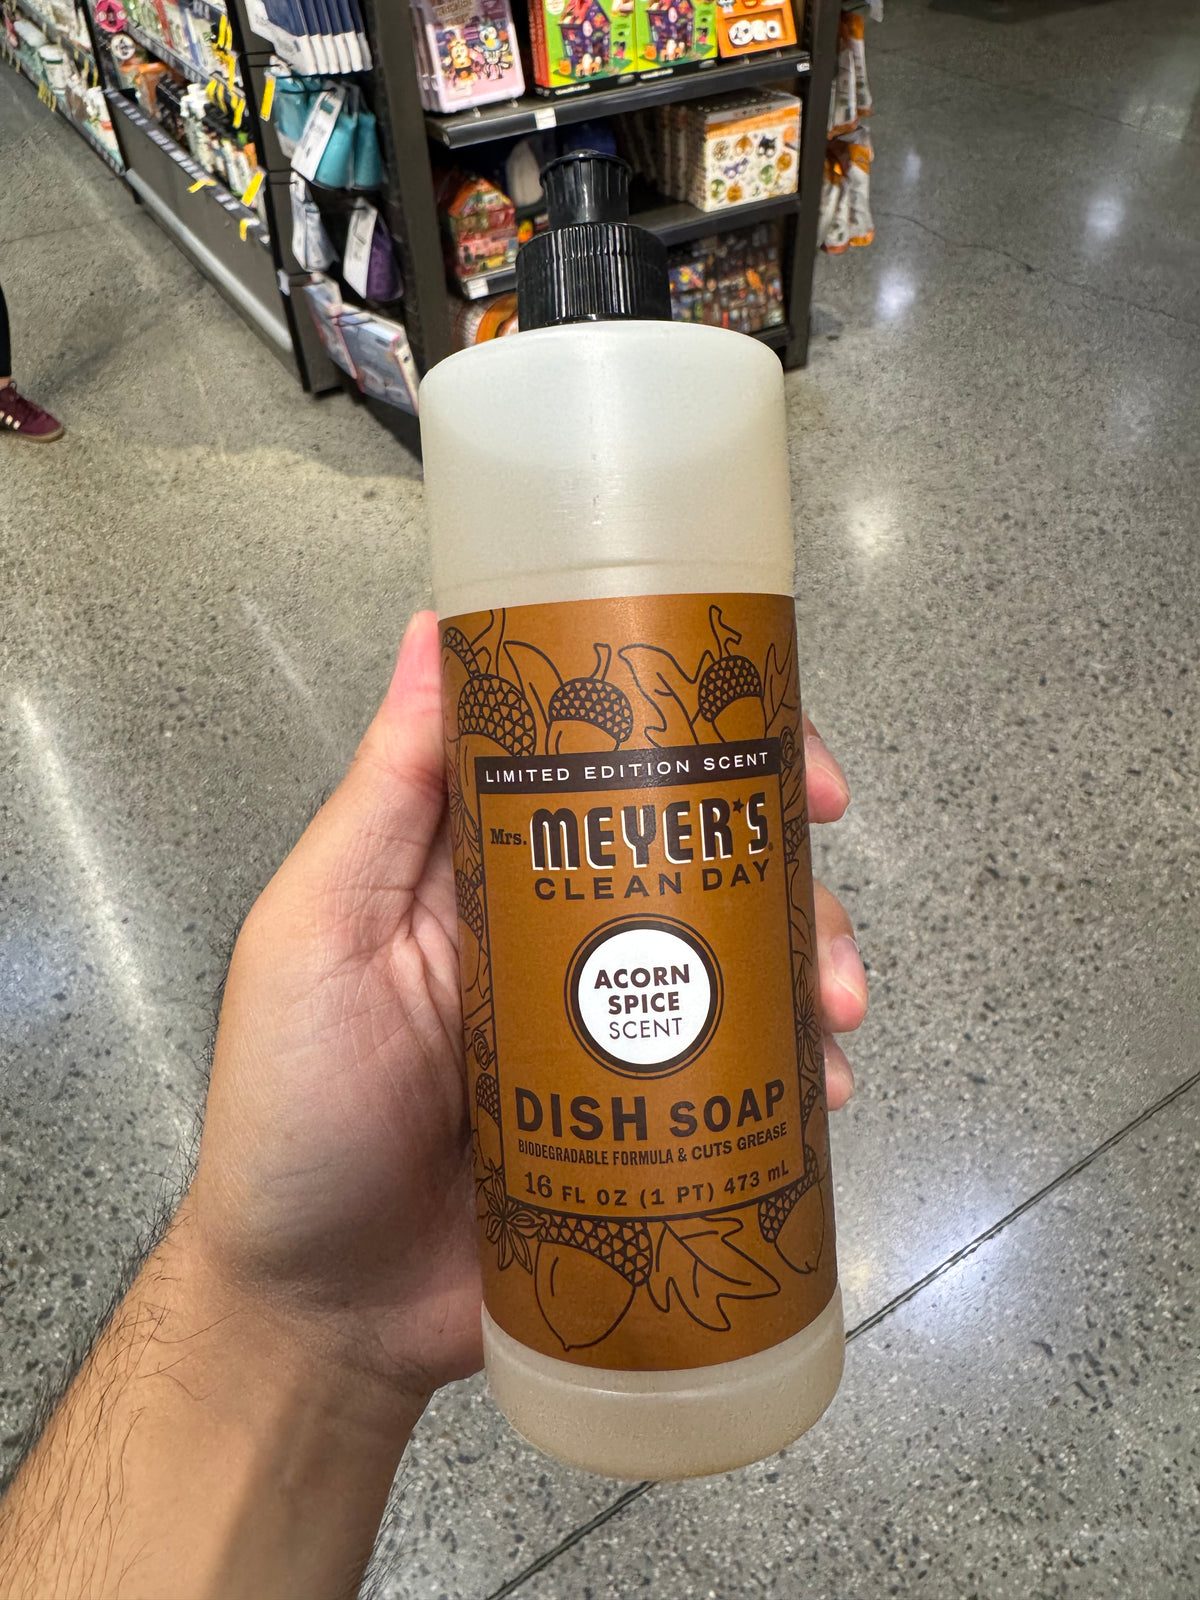 LIMITED EDITION SCENT
Mrs. MEYER'S®
CLEAN DAY
ACORN
SPICE
SCENT
DISH SOAP
BIODEGRADABLE FORMULA & CUTS GREASE
16 FL OZ (1 PT) 473 mL